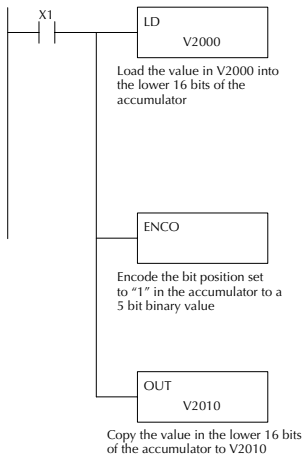 X1
LD
V2000
Load the value in V2000 into
the lower 16 bits of the
accumulator
ENCO
Encode the bit position set
to “1” in the accumulator to a
5 bit binary value
OUT
V2010
Copy the value in the lower 16 bits
of the accumulator to V2010